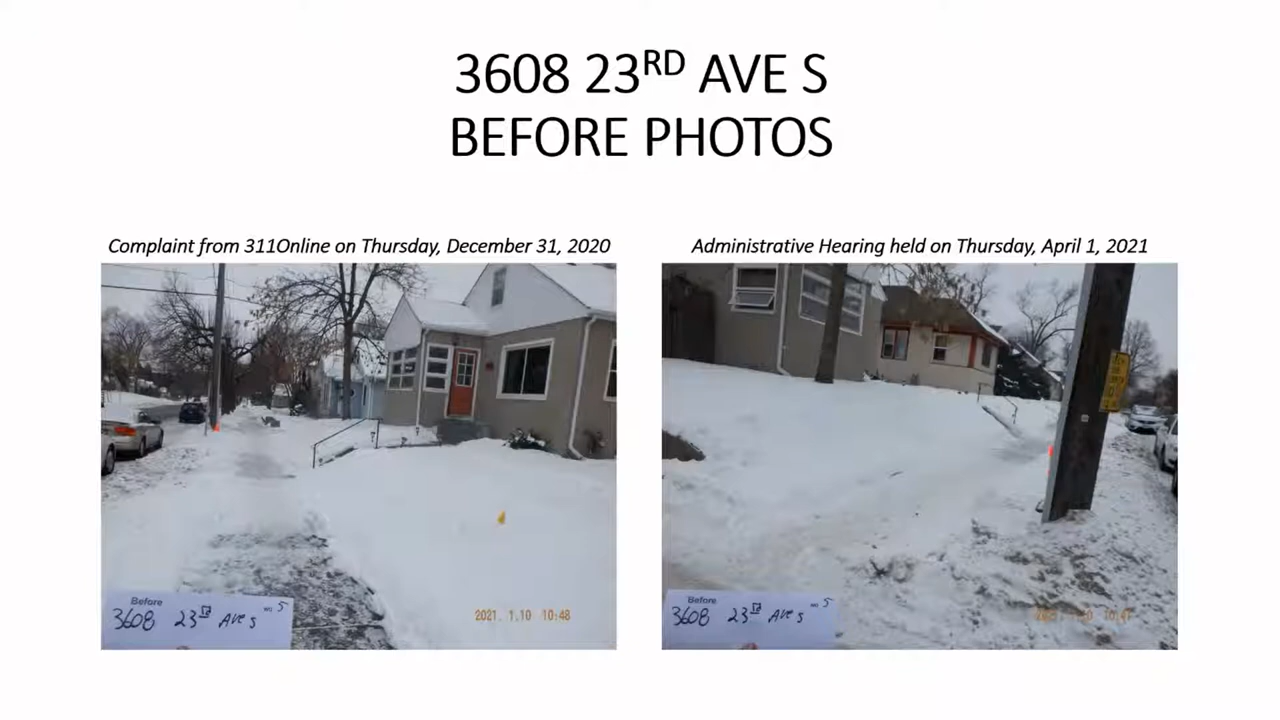 3608 23RD AVE S
BEFORE PHOTOS
Complaint from 311Online on Thursday, December 31, 2020
Administrative Hearing held on Thursday, April 1, 2021
Before
3608 23rd Ave S
2021. 1.10 10:48
Before
3608 23rd Ave S